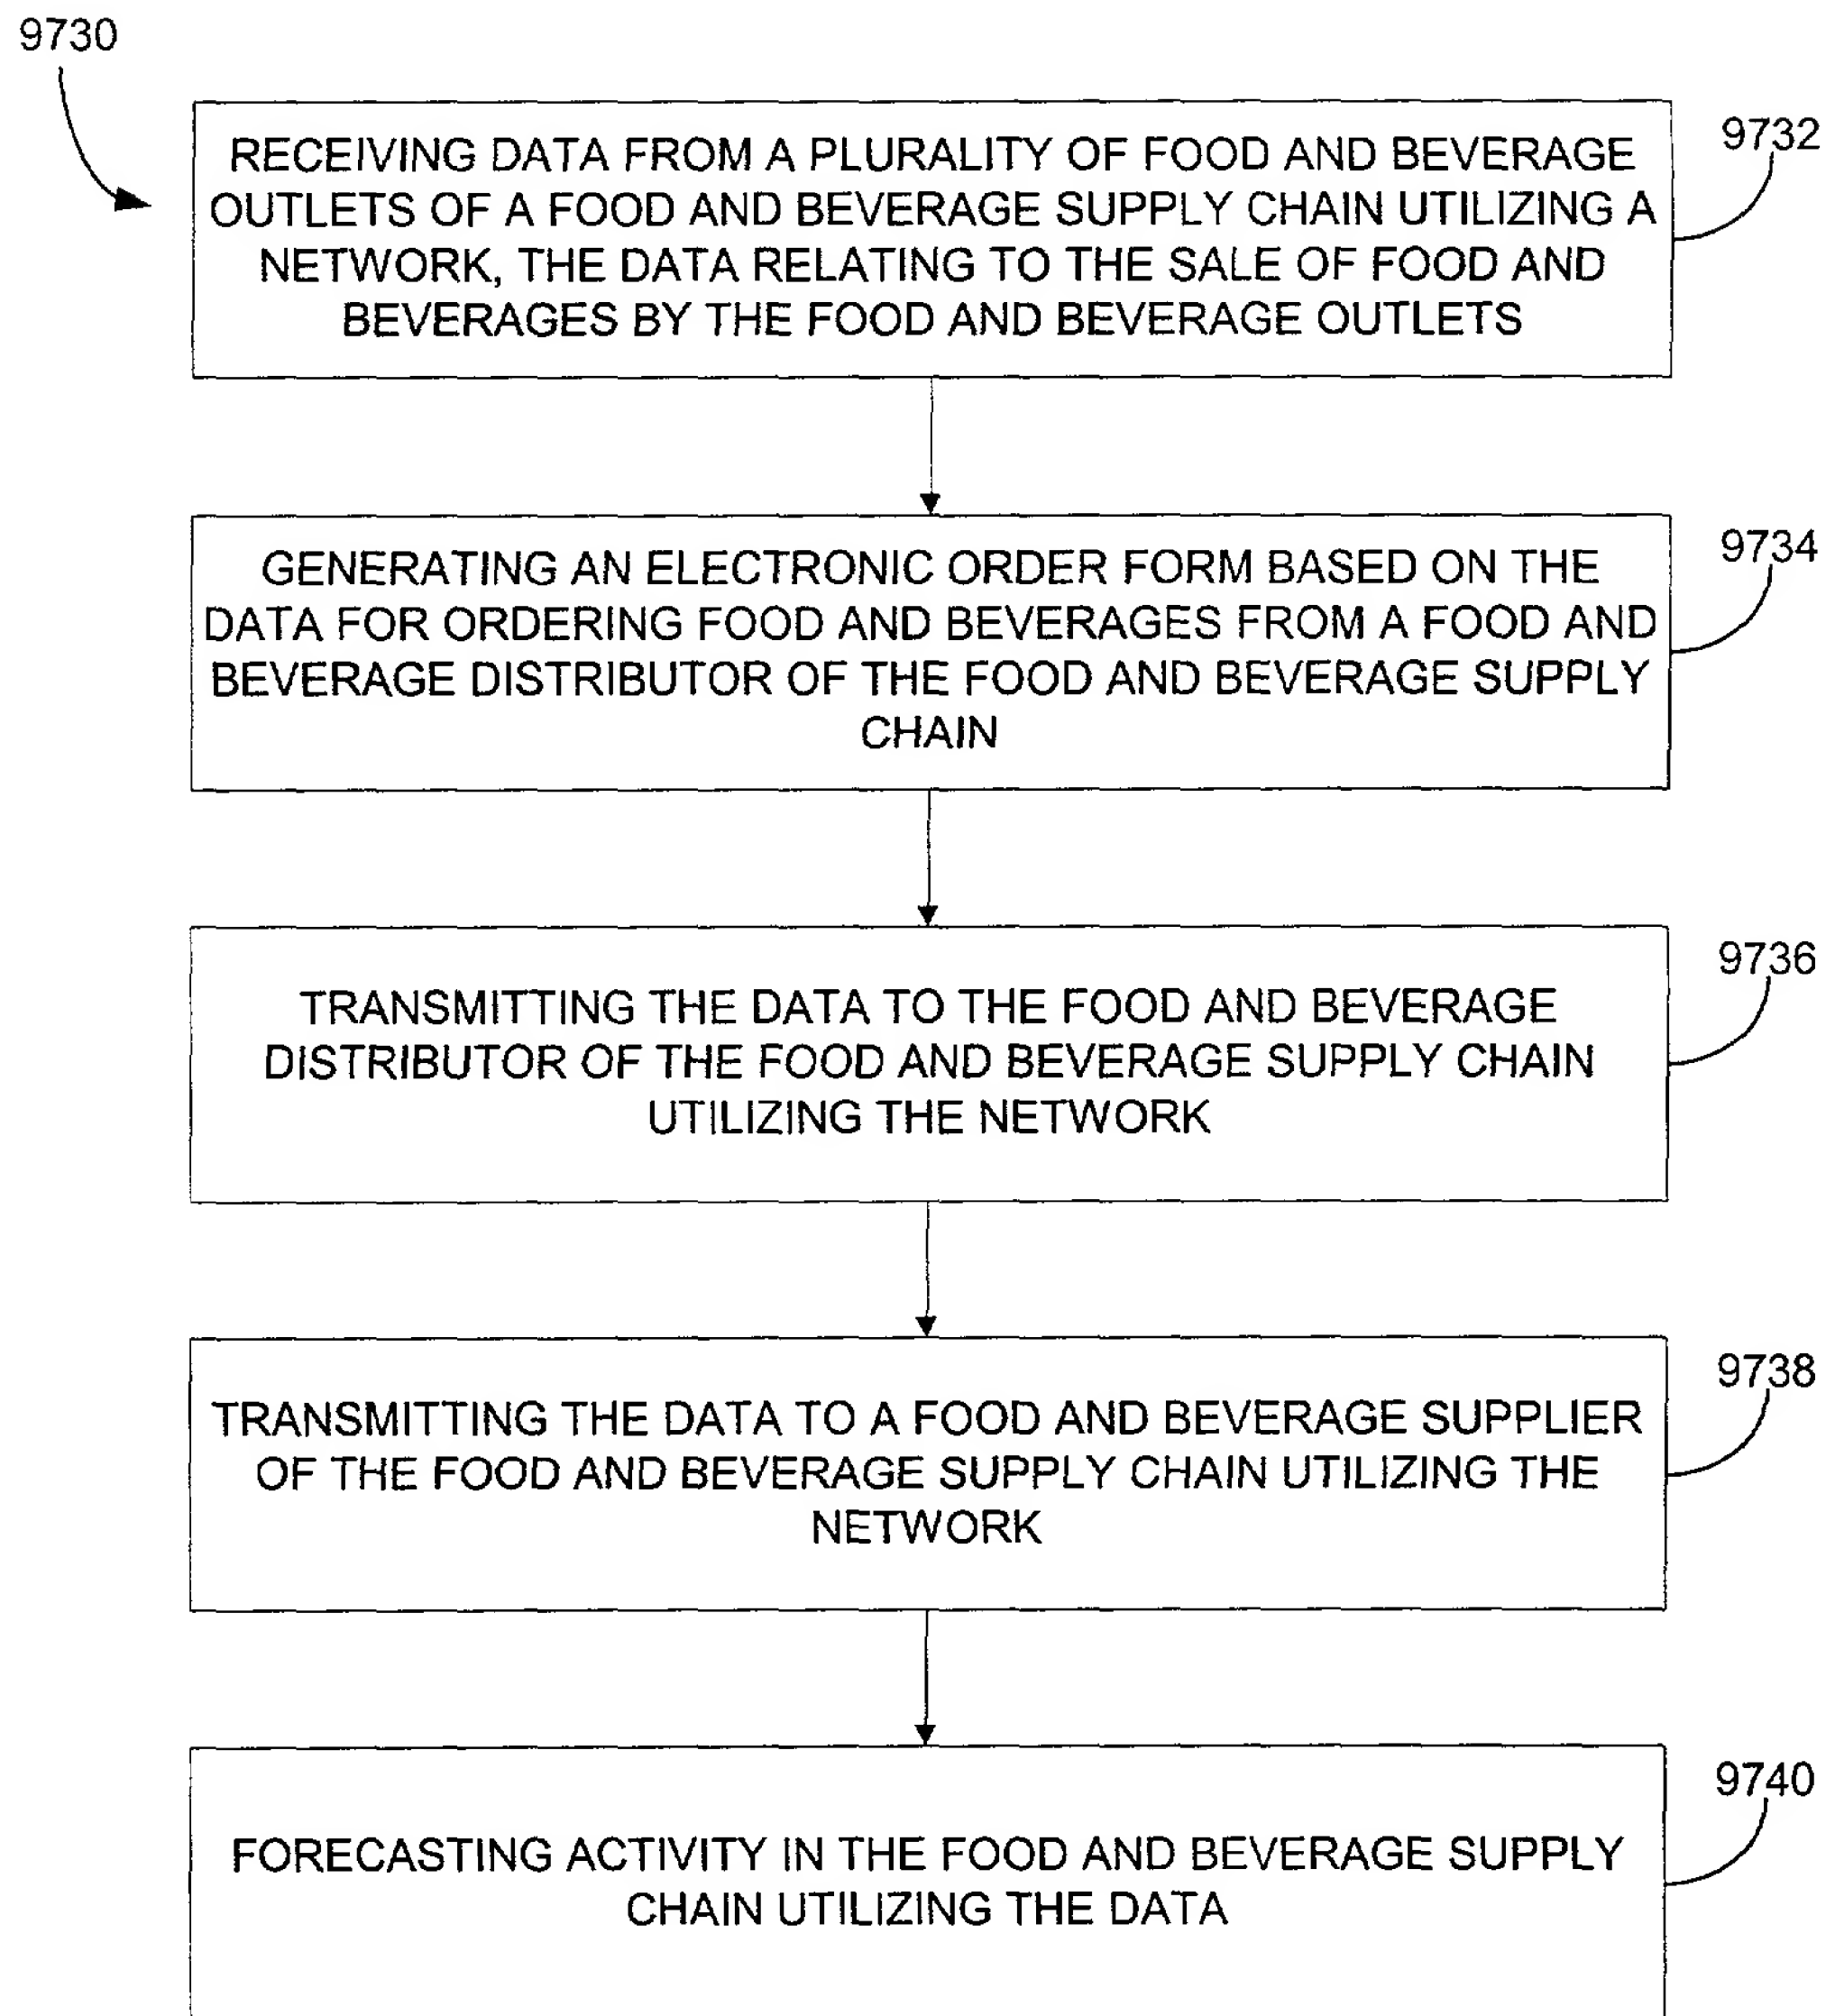 9730
RECEIVING DATA FROM A PLURALITY OF FOOD AND BEVERAGE
OUTLETS OF A FOOD AND BEVERAGE SUPPLY CHAIN UTILIZING A
NETWORK, THE DATA RELATING TO THE SALE OF FOOD AND
BEVERAGES BY THE FOOD AND BEVERAGE OUTLETS
9732
GENERATING AN ELECTRONIC ORDER FORM BASED ON THE
DATA FOR ORDERING FOOD AND BEVERAGES FROM A FOOD AND
BEVERAGE DISTRIBUTOR OF THE FOOD AND BEVERAGE SUPPLY
CHAIN
9734
TRANSMITTING THE DATA TO THE FOOD AND BEVERAGE
DISTRIBUTOR OF THE FOOD AND BEVERAGE SUPPLY CHAIN
UTILIZING THE NETWORK
9736
TRANSMITTING THE DATA TO A FOOD AND BEVERAGE SUPPLIER
OF THE FOOD AND BEVERAGE SUPPLY CHAIN UTILIZING THE
NETWORK
9738
FORECASTING ACTIVITY IN THE FOOD AND BEVERAGE SUPPLY
CHAIN UTILIZING THE DATA
9740